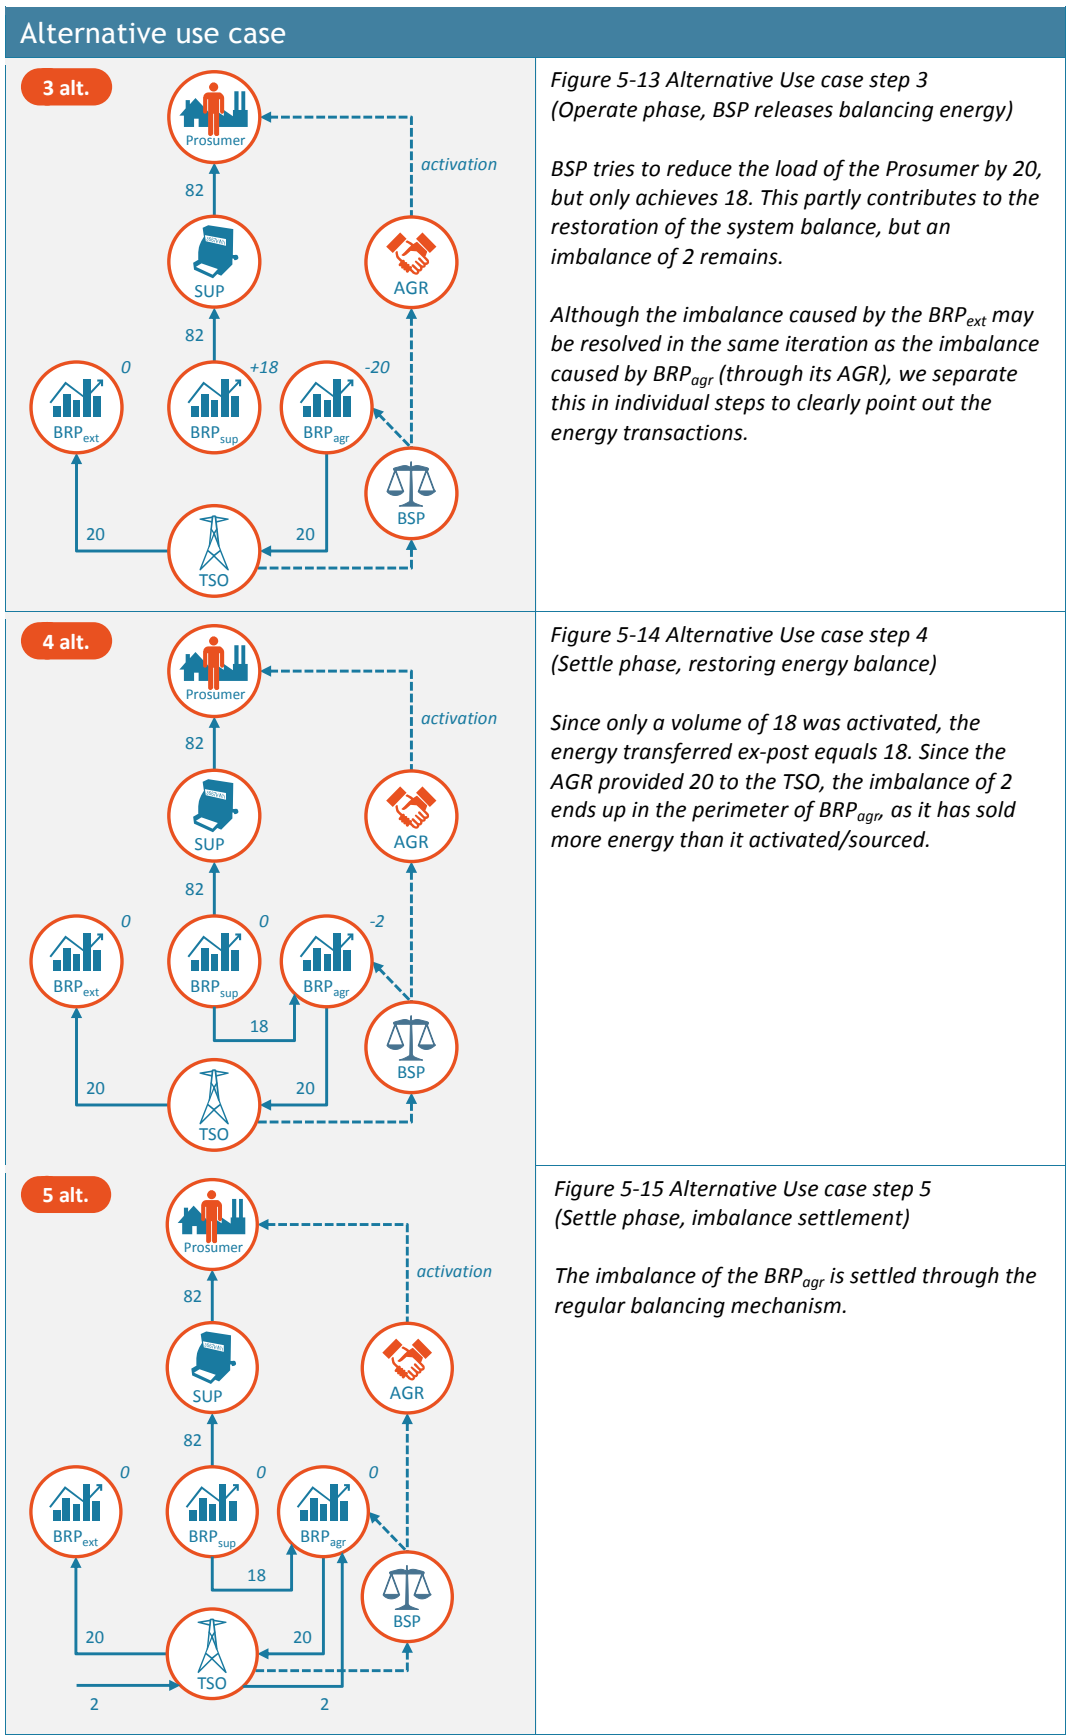 Alternative use case
3 alt.
Prosumer
activation
82
SUP
AGR
82
0
+18
-20
BRPext
BRPsup
BRPagr
BSP
20
20
TSO
Figure 5-13 Alternative Use case step 3
(Operate phase, BSP releases balancing energy)
BSP tries to reduce the load of the Prosumer by 20,
but only achieves 18. This partly contributes to the
restoration of the system balance, but an
imbalance of 2 remains.
Although the imbalance caused by the BRPext may
be resolved in the same iteration as the imbalance
caused by BRPagr (through its AGR), we separate
this in individual steps to clearly point out the
energy transactions.
4 alt.
Prosumer
activation
82
SUP
AGR
82
0
0
-2
BRPext
BRPsup
BRPagr
18
BSP
20
20
TSO
Figure 5-14 Alternative Use case step 4
(Settle phase, restoring energy balance)
Since only a volume of 18 was activated, the
energy transferred ex-post equals 18. Since the
AGR provided 20 to the TSO, the imbalance of 2
ends up in the perimeter of BRPagr, as it has sold
more energy than it activated/sourced.
5 alt.
Prosumer
activation
82
SUP
AGR
82
0
0
0
BRPext
BRPsup
BRPagr
18
BSP
20
20
TSO
2
2
Figure 5-15 Alternative Use case step 5
(Settle phase, imbalance settlement)
The imbalance of the BRPagr is settled through the
regular balancing mechanism.